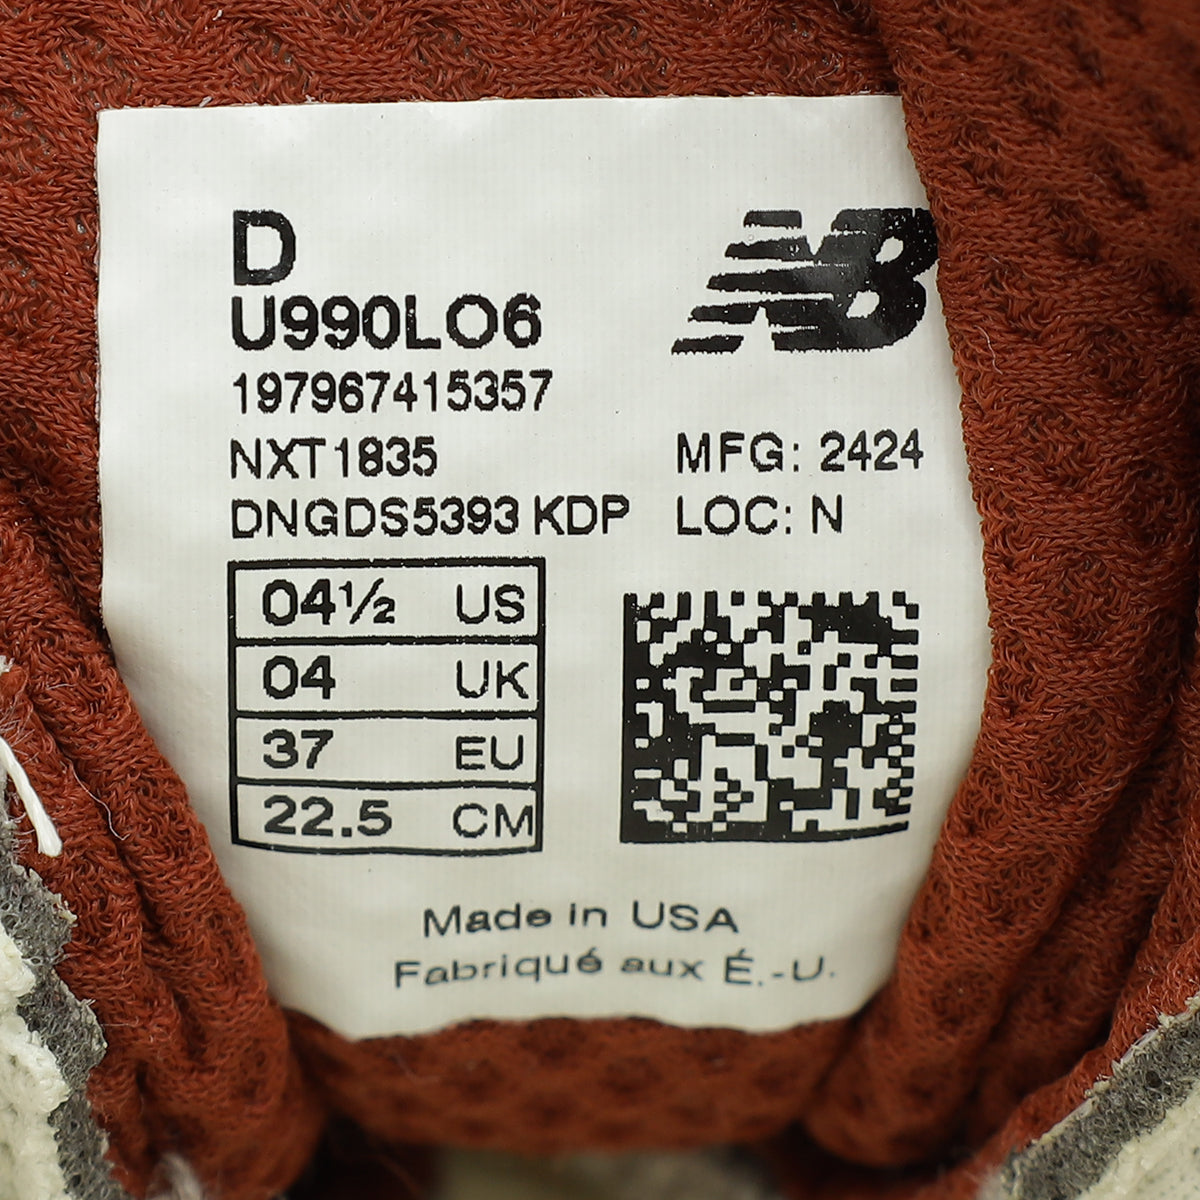 D
NB
U990LO6
197967415357
NXT1835
MFG: 2424
DNGDS5393 KDP
LOC: N
04½ US
04 UK
37 EU
22.5 CM
Made in USA
Fabriqué aux É.-U.